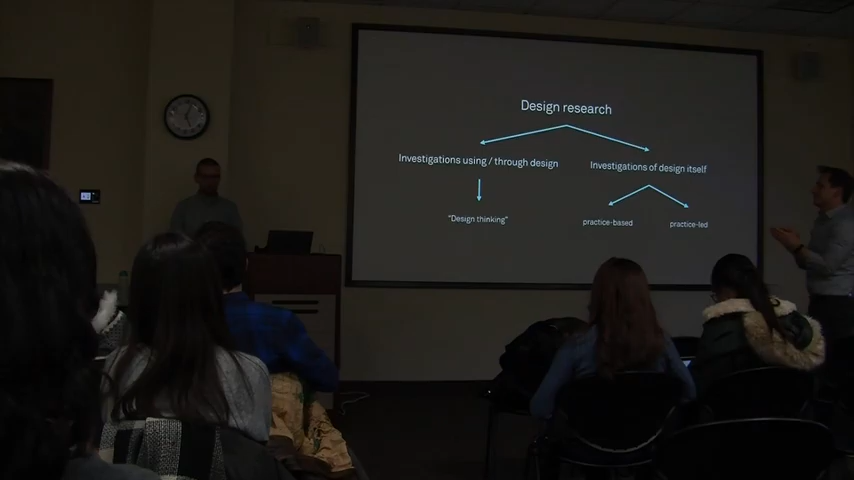 Design research
Investigations using / through design
Investigations of design itself
"Design thinking"
practice-based
practice-led